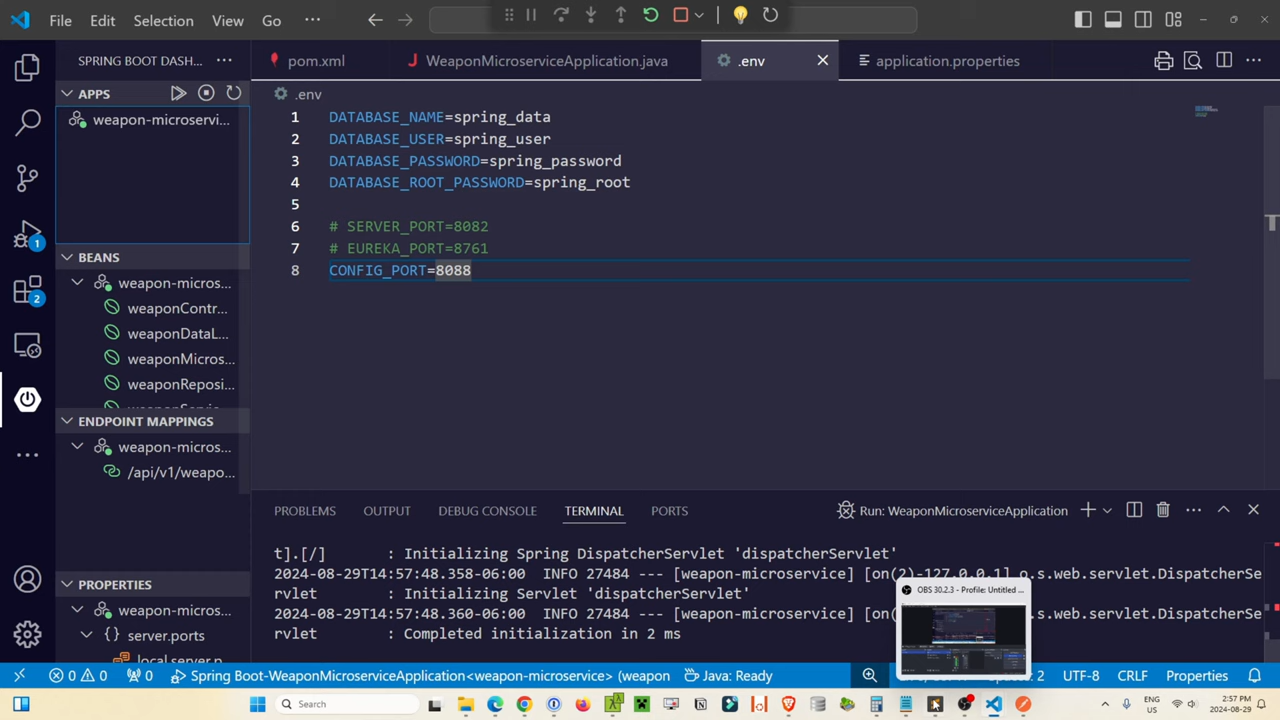 File Edit Selection View Go ···
SPRING BOOT DASH... ···
pom.xml
WeaponMicroserviceApplication.java
.env
application.properties
APPS
weapon-microservi...
.env
1 DATABASE_NAME=spring_data
2 DATABASE_USER=spring_user
3 DATABASE_PASSWORD=spring_password
4 DATABASE_ROOT_PASSWORD=spring_root
5
6 # SERVER_PORT=8082
7 # EUREKA_PORT=8761
8 CONFIG_PORT=8088
1
2
BEANS
weapon-micros...
weaponContr...
weaponDataL...
weaponMicros...
weaponReposi...
weaponServi...
ENDPOINT MAPPINGS
weapon-micros...
/api/v1/weapo...
PROPERTIES
weapon-micros...
{} server.ports
local.server.p
PROBLEMS OUTPUT DEBUG CONSOLE TERMINAL PORTS
Run: WeaponMicroserviceApplication
t].[/] : Initializing Spring DispatcherServlet 'dispatcherServlet'
2024-08-29T14:57:48.358-06:00 INFO 27484 --- [weapon-microservice] [on(2)-127.0.0.1] o.s.web.servlet.DispatcherSe
rvlet : Initializing Servlet 'dispatcherServlet'
2024-08-29T14:57:48.360-06:00 INFO 27484 --- [weapon-microservice] [on(2) o.s.web.servlet.DispatcherSe
rvlet : Completed initialization in 2 ms
OBS 30.2.3 - Profile: Untitled ...
0 0 0 Spring Boot-WeaponMicroserviceApplication<weapon-microservice> (weapon Java: Ready
: 2 UTF-8 CRLF Properties
Search
ENG
US
2:57 PM
2024-08-29